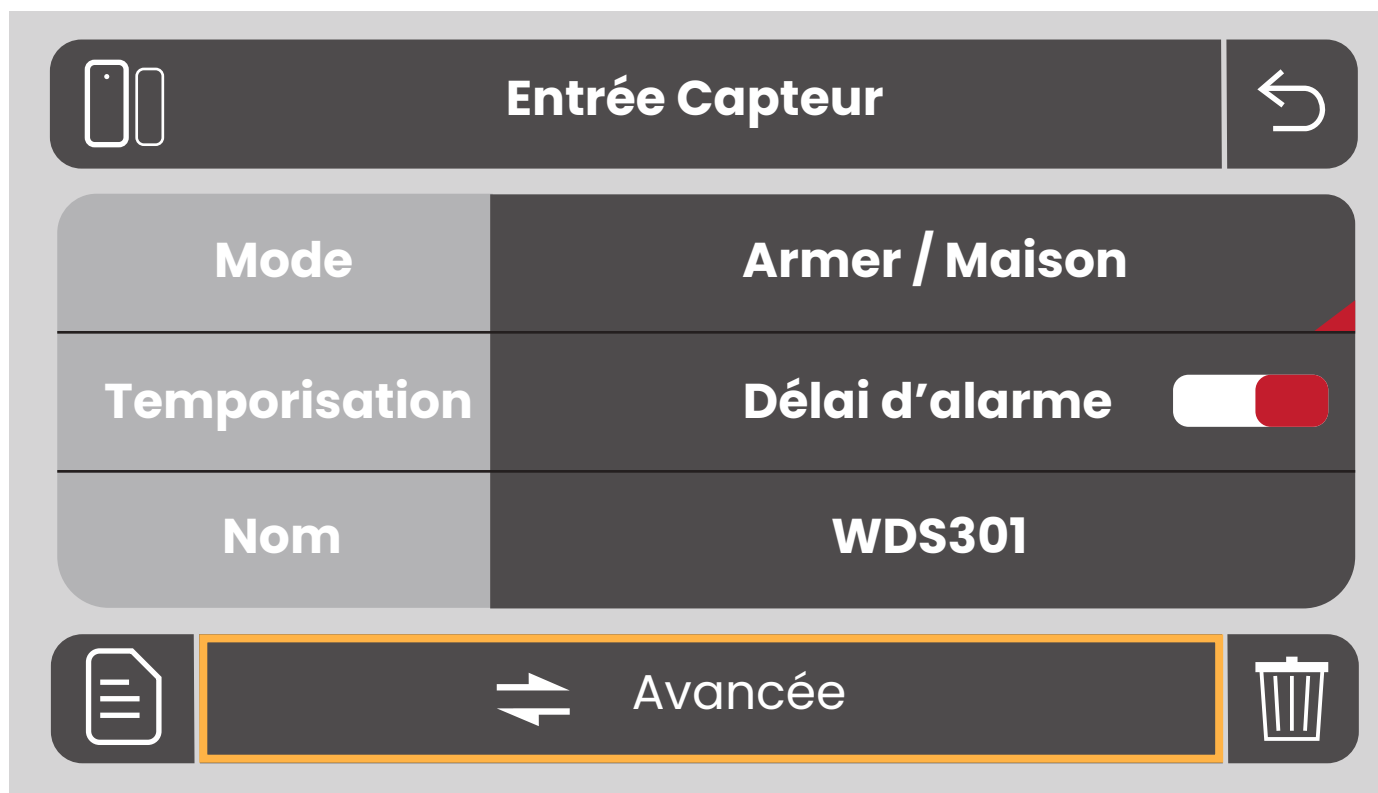 Entrée Capteur
Mode
Armer / Maison
Temporisation
Délai d’alarme
Nom
WDS301
Avancée